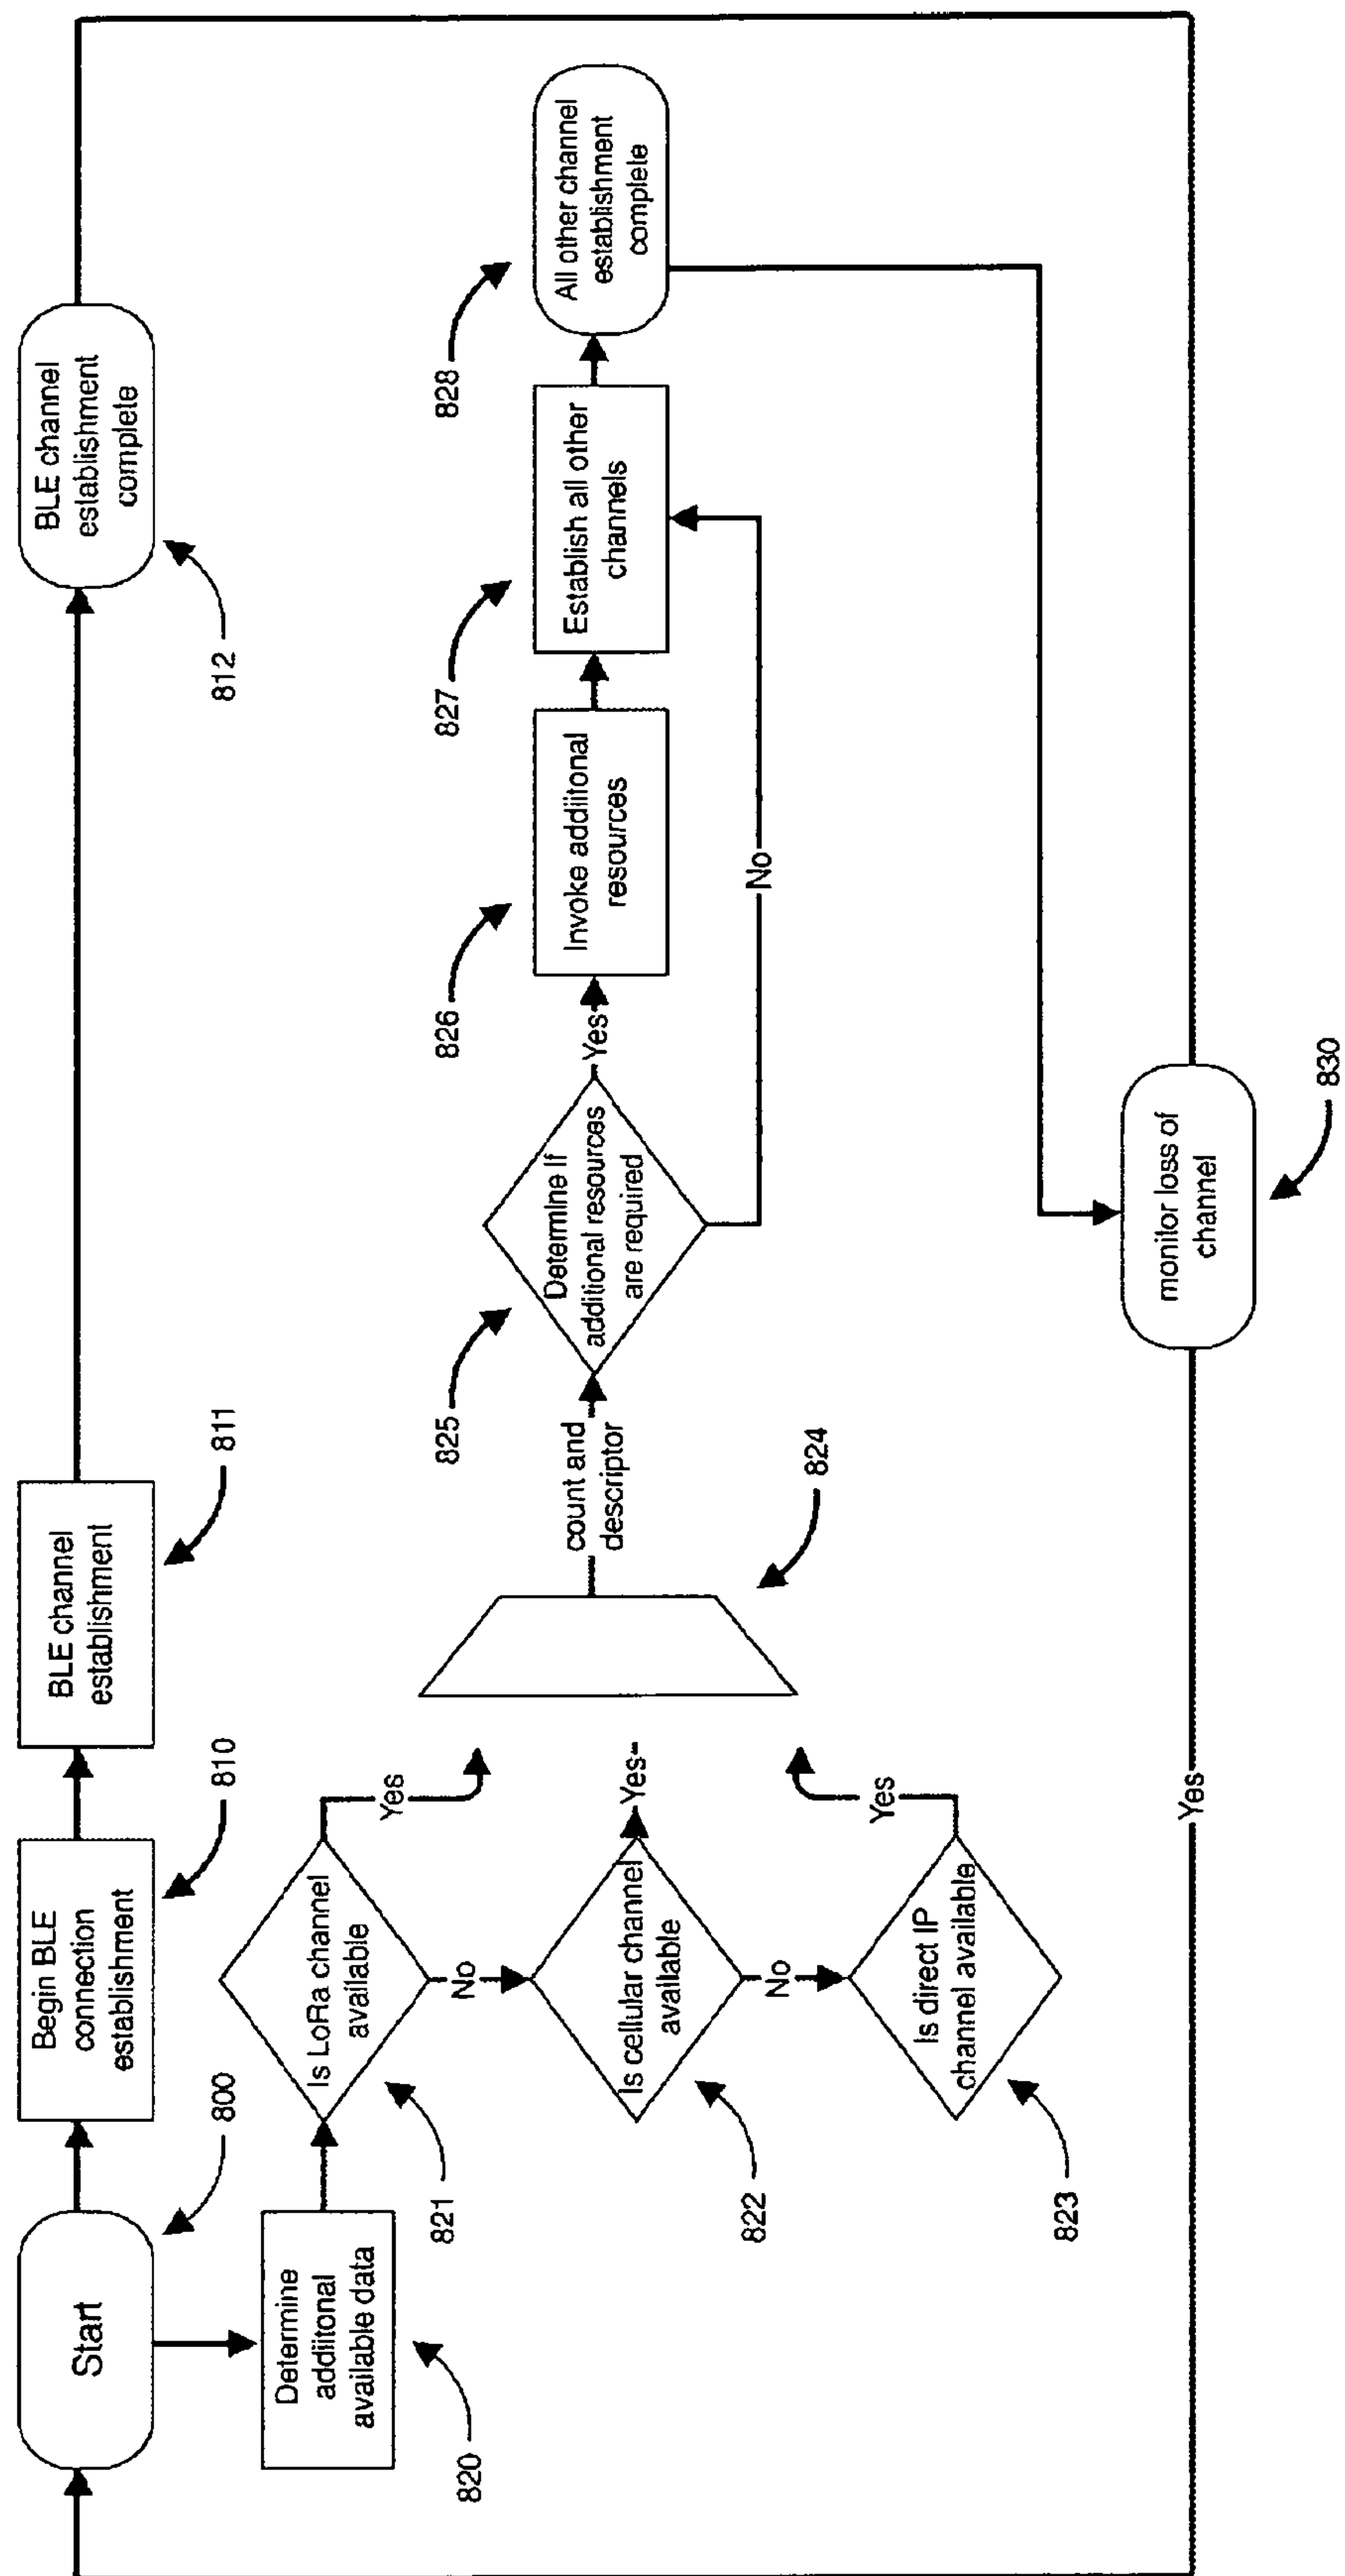 Start
800
Begin BLE
connection
establishment
810
BLE channel
establishment
811
BLE channel
establishment
complete
812
Determine
addiitonal
available data
820
Is LoRa channel
available
821
Yes
No
Is cellular channel
available
822
Yes
No
Is direct IP
channel available
823
Yes
824
count and
descriptor
Determine If
additional resources
are required
825
Yes
No
Invoke addiitonal
resources
826
Establish all other
channels
827
All other channel
establishment
complete
828
monitor loss of
channel
830
Yes